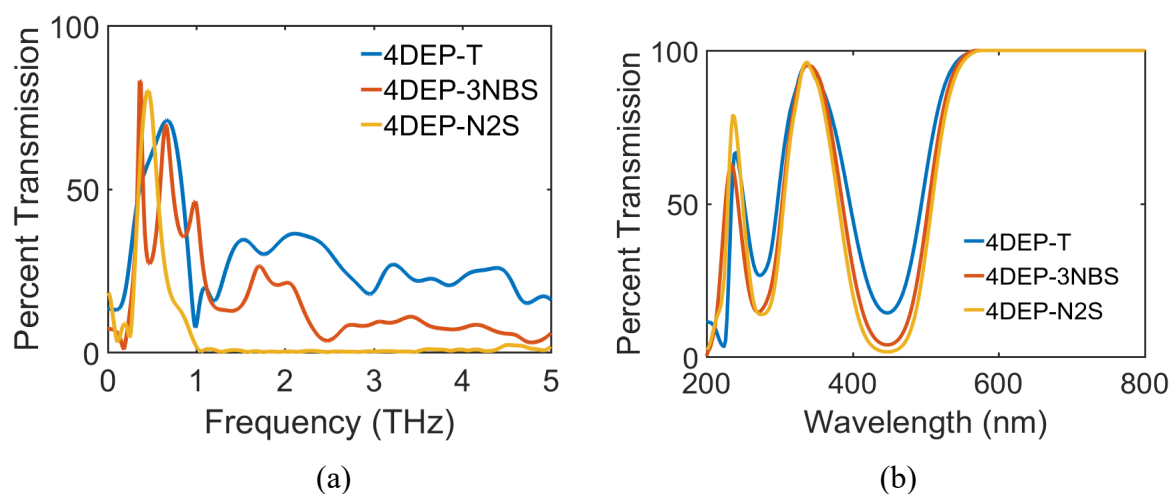 (a)
100
50
0
Percent Transmission
4DEP-T
4DEP-3NBS
4DEP-N2S
0 1 2 3 4 5
Frequency (THz)
(a)
(b)
100
50
0
Percent Transmission
4DEP-T
4DEP-3NBS
4DEP-N2S
200 400 600 800
Wavelength (nm)
(b)